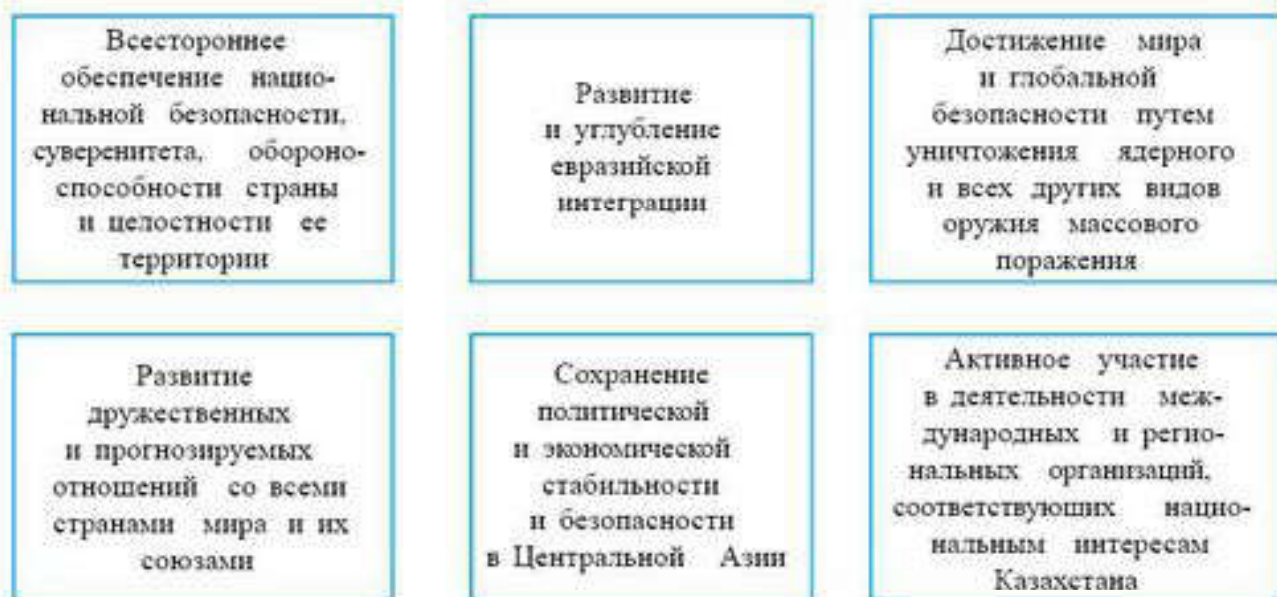 Всестороннее
обеспечение нацио-
нальной безопасности,
суверенитета, обороно-
способности страны
и целостности ее
территории
Развитие
и углубление
евразийской
интеграции
Достижение мира
и глобальной
безопасности путем
уничтожения ядерного
и всех других видов
оружия массового
поражения
Развитие
дружественных
и прогнозируемых
отношений со всеми
странами мира и их
союзами
Сохранение
политической
и экономической
стабильности
и безопасности
в Центральной Азии
Активное участие
в деятельности меж-
дународных и регио-
нальных организаций,
соответствующих нацио-
нальным интересам
Казахстана